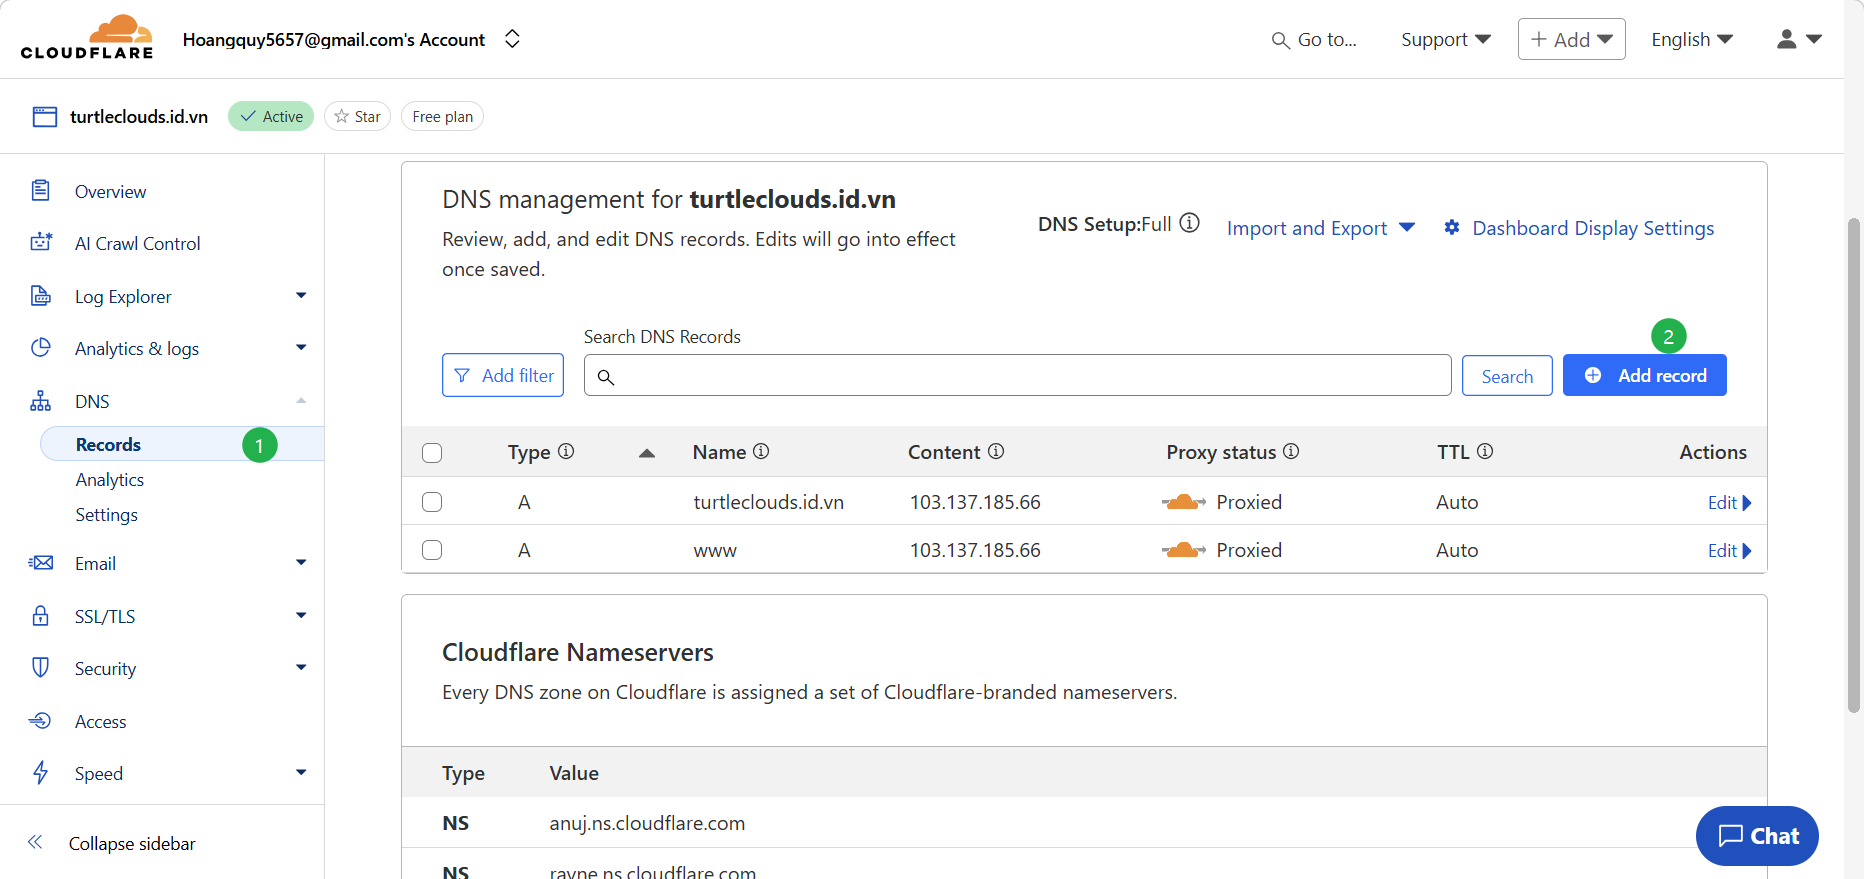 CLOUDFLARE
Hoangquy5657@gmail.com's Account
Go to...
Support
+ Add
English
turtleclouds.id.vn
Active
Star
Free plan
Overview
AI Crawl Control
Log Explorer
Analytics & logs
DNS
Records
1
Analytics
Settings
Email
SSL/TLS
Security
Access
Speed
Collapse sidebar
DNS management for turtleclouds.id.vn
Review, add, and edit DNS records. Edits will go into effect
once saved.
DNS Setup:Full
Import and Export
Dashboard Display Settings
Search DNS Records
2
Add filter
Search
Add record
Type Name Content Proxy status TTL Actions
A turtleclouds.id.vn 103.137.185.66 Proxied Auto Edit
A www 103.137.185.66 Proxied Auto Edit
Cloudflare Nameservers
Every DNS zone on Cloudflare is assigned a set of Cloudflare-branded nameservers.
Type Value
NS anuj.ns.cloudflare.com
NS rayne.ns.cloudflare.com
Chat